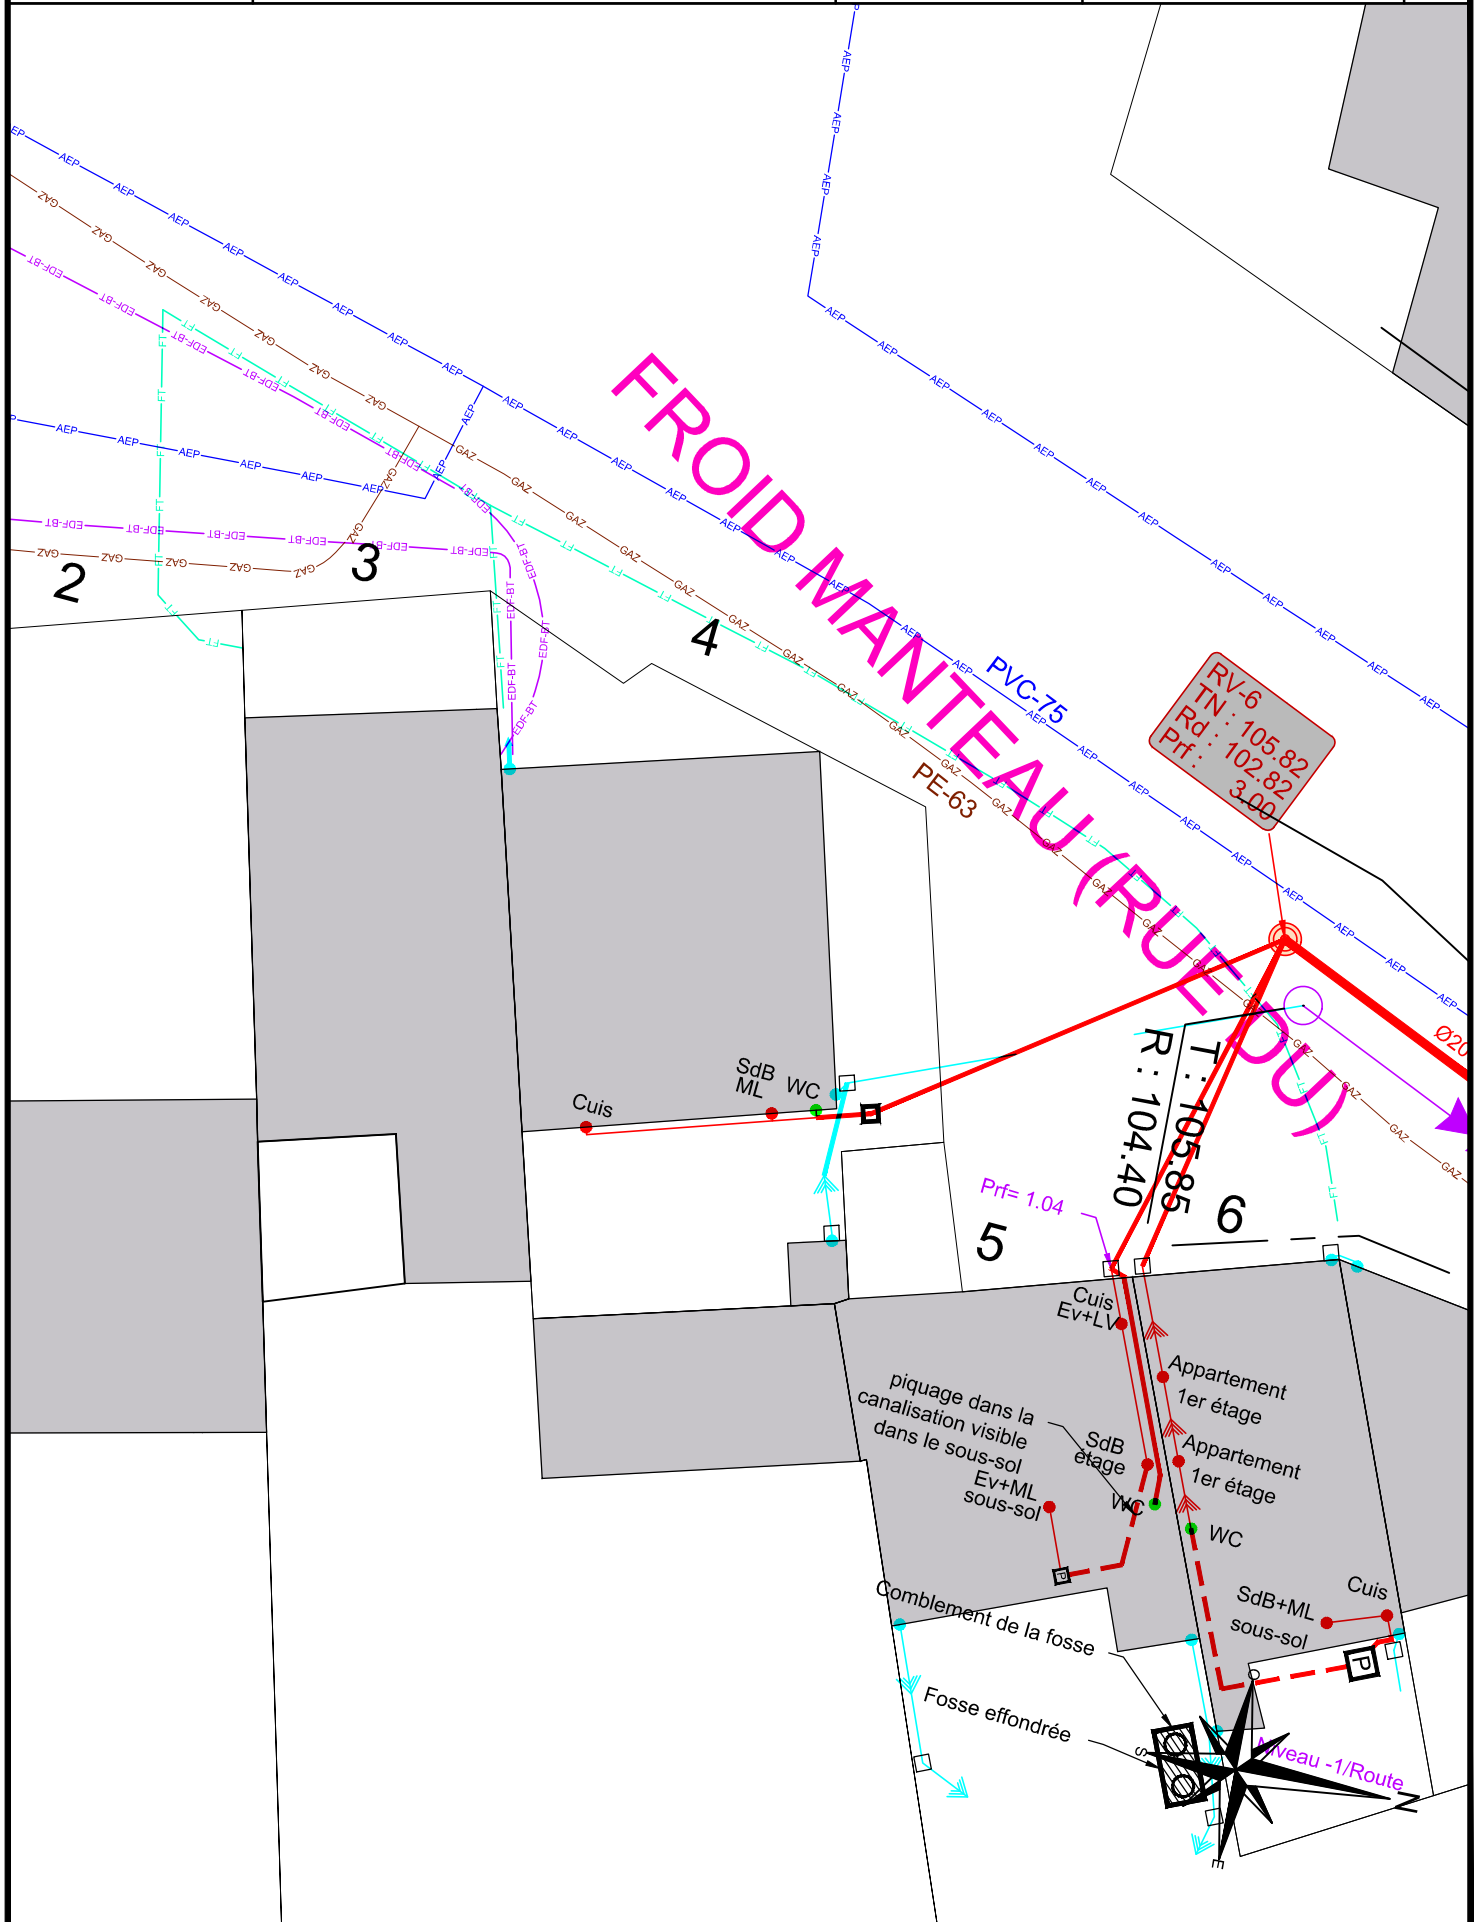 FROID MANTEAU (RUE DU)
PVC-75
PE-63
RV-6
TN : 105.82
Rd : 102.82
Prf : 3.00
2
3
4
5
6
AEP
GAZ
EDF-BT
FT
Ø20
T : 105.85
R : 104.40
Prf= 1.04
Cuis
SdB
ML
WC
Cuis
Ev+LV
Appartement
1er étage
Appartement
1er étage
piquage dans la
canalisation visible
dans le sous-sol
SdB
étage
Ev+ML
sous-sol
WC
WC
P
Cuis
SdB+ML
sous-sol
P
Comblement de la fosse
Fosse effondrée
Niveau -1/Route
O
S
N
E